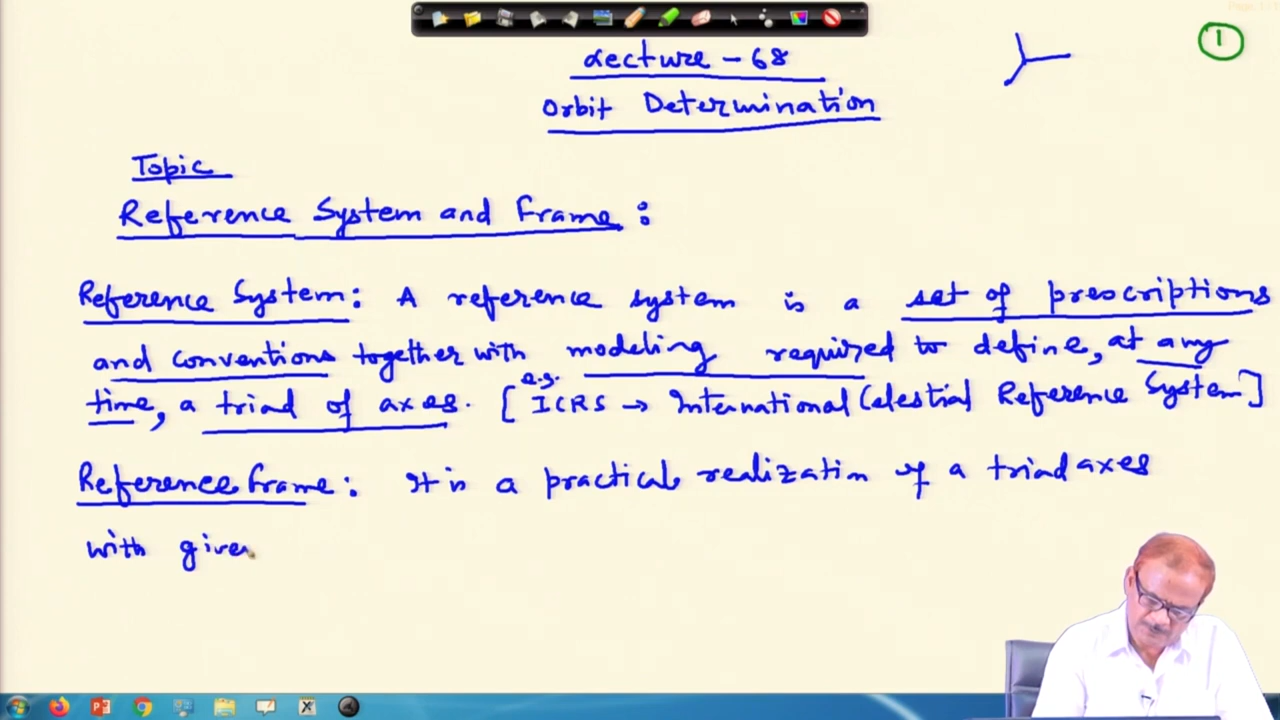 1
Lecture - 68
Orbit Determination
Topic
Reference System and Frame :
Reference System: A reference system is a set of prescriptions
and conventions together with modeling required to define, at any
time, a triad of axes. [ e.g. ICRS → International Celestial Reference System ]
Reference Frame: It is a practical realization of a triad axes
with given